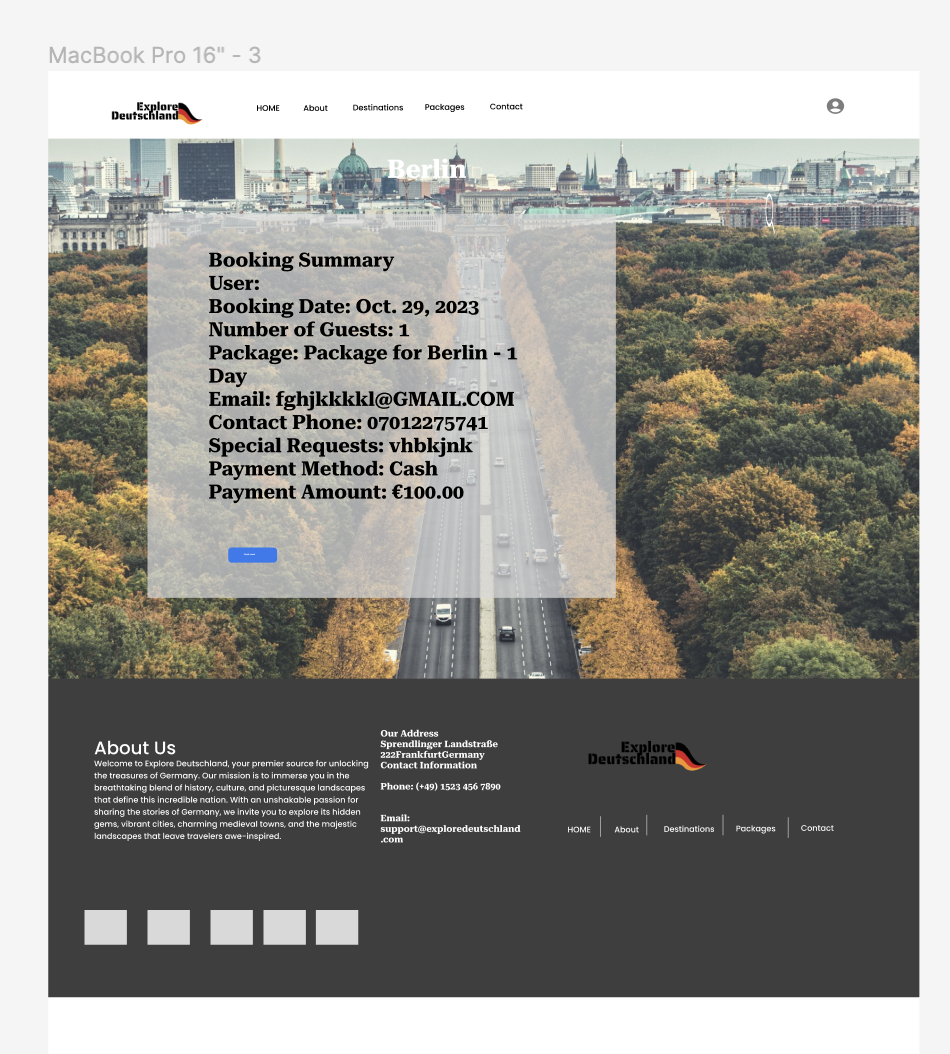 MacBook Pro 16" - 3
Explore
Deutschland
HOME
About
Destinations
Packages
Contact
Berlin
Booking Summary
User:
Booking Date: Oct. 29, 2023
Number of Guests: 1
Package: Package for Berlin - 1
Day
Email: fghjkkkkl@GMAIL.COM
Contact Phone: 07012275741
Special Requests: vhbkjnk
Payment Method: Cash
Payment Amount: €100.00
About Us
Welcome to Explore Deutschland, your premier source for unlocking
the treasures of Germany. Our mission is to immerse you in the
breathtaking blend of history, culture, and picturesque landscapes
that define this incredible nation. With an unshakable passion for
sharing the stories of Germany, we invite you to explore its hidden
gems, vibrant cities, charming medieval towns, and the majestic
landscapes that leave travelers awe-inspired.
Our Address
Sprendlinger Landstraße
222FrankfurtGermany
Contact Information
Phone: (+49) 1523 456 7890
Email:
support@exploredeutschland
.com
Explore
Deutschland
HOME
About
Destinations
Packages
Contact